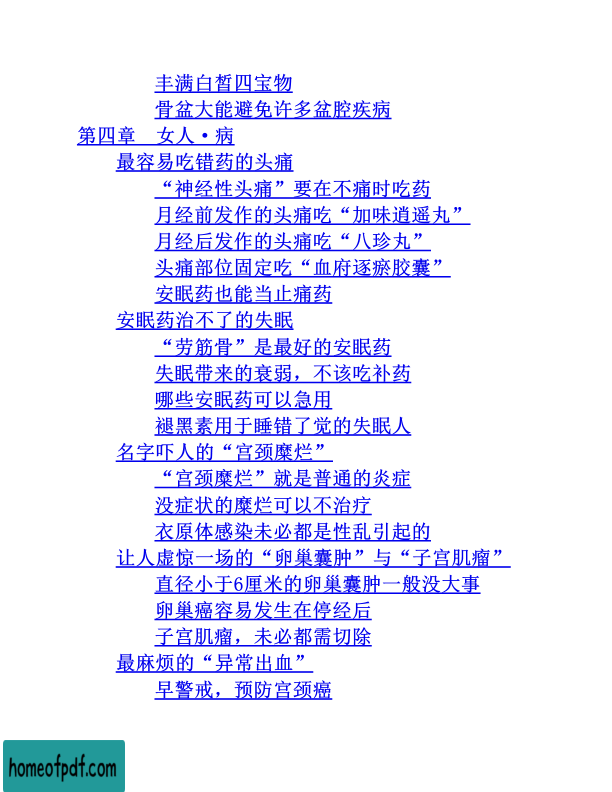 丰满白皙四宝物
骨盆大能避免许多盆腔疾病
第四章　女人·病
最容易吃错药的头痛
“神经性头痛”要在不痛时吃药
月经前发作的头痛吃“加味逍遥丸”
月经后发作的头痛吃“八珍丸”
头痛部位固定吃“血府逐瘀胶囊”
安眠药也能当止痛药
安眠药治不了的失眠
“劳筋骨”是最好的安眠药
失眠带来的衰弱，不该吃补药
哪些安眠药可以急用
褪黑素用于睡错了觉的失眠人
名字吓人的“宫颈糜烂”
“宫颈糜烂”就是普通的炎症
没症状的糜烂可以不治疗
衣原体感染未必都是性乱引起的
让人虚惊一场的“卵巢囊肿”与“子宫肌瘤”
直径小于6厘米的卵巢囊肿一般没大事
卵巢癌容易发生在停经后
子宫肌瘤，未必都需切除
最麻烦的“异常出血”
早警戒，预防宫颈癌
homeofpdf.com